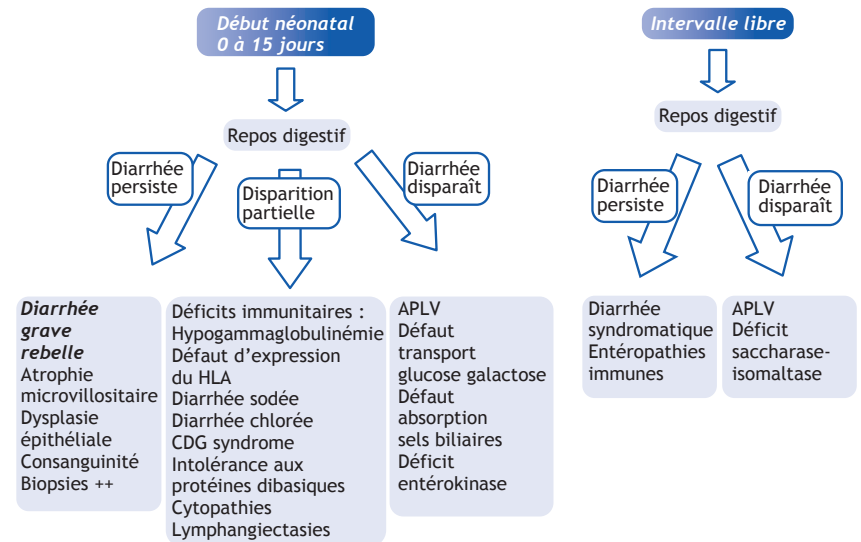 Début néonatal
0 à 15 jours
Repos digestif
Diarrhée
persiste
Disparition
partielle
Diarrhée
disparaît
Diarrhée
grave
rebelle
Atrophie
microvillositaire
Dysplasie
épithéliale
Consanguinité
Biopsies ++
Déficits immunitaires :
Hypogammaglobulinémie
Défaut d’expression
du HLA
Diarrhée sodée
Diarrhée chlorée
CDG syndrome
Intolérance aux
protéines dibasiques
Cytopathies
Lymphangiectasies
APLV
Défaut
transport
glucose galactose
Défaut
absorption
sels biliaires
Déficit
entérokinase
Intervalle libre
Repos digestif
Diarrhée
persiste
Diarrhée
disparaît
Diarrhée
syndromatique
Entéropathies
immunes
APLV
Déficit
saccharase-
isomaltase